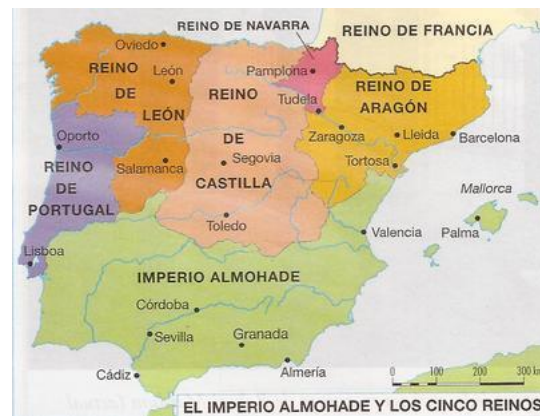 REINO DE NAVARRA
REINO DE FRANCIA
Oviedo
REINO
DE
LEÓN
León
Pamplona
REINO
DE
CASTILLA
Tudela
REINO DE
ARAGÓN
Zaragoza
Lleida
Barcelona
Tortosa
Oporto
REINO
DE
PORTUGAL
Salamanca
Segovia
Toledo
Lisboa
Mallorca
Palma
Valencia
IMPERIO ALMOHADE
Córdoba
Sevilla
Granada
Cádiz
Almería
0 100 200 300 km
EL IMPERIO ALMOHADE Y LOS CINCO REINOS